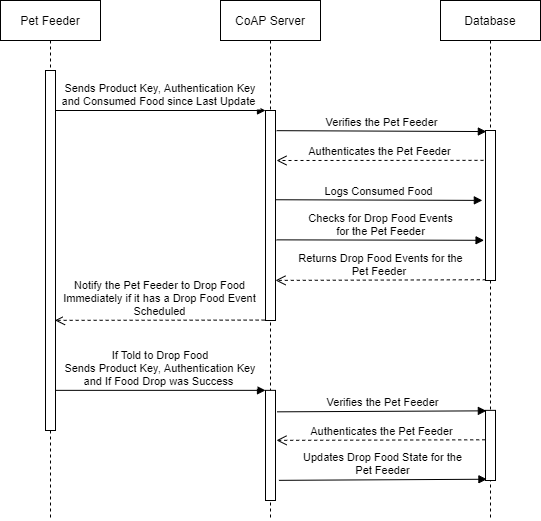 Pet Feeder
CoAP Server
Database
Sends Product Key, Authentication Key
and Consumed Food since Last Update
Verifies the Pet Feeder
Authenticates the Pet Feeder
Logs Consumed Food
Checks for Drop Food Events
for the Pet Feeder
Returns Drop Food Events for the
Pet Feeder
Notify the Pet Feeder to Drop Food
Immediately if it has a Drop Food Event
Scheduled
If Told to Drop Food
Sends Product Key, Authentication Key
and If Food Drop was Success
Verifies the Pet Feeder
Authenticates the Pet Feeder
Updates Drop Food State for the
Pet Feeder